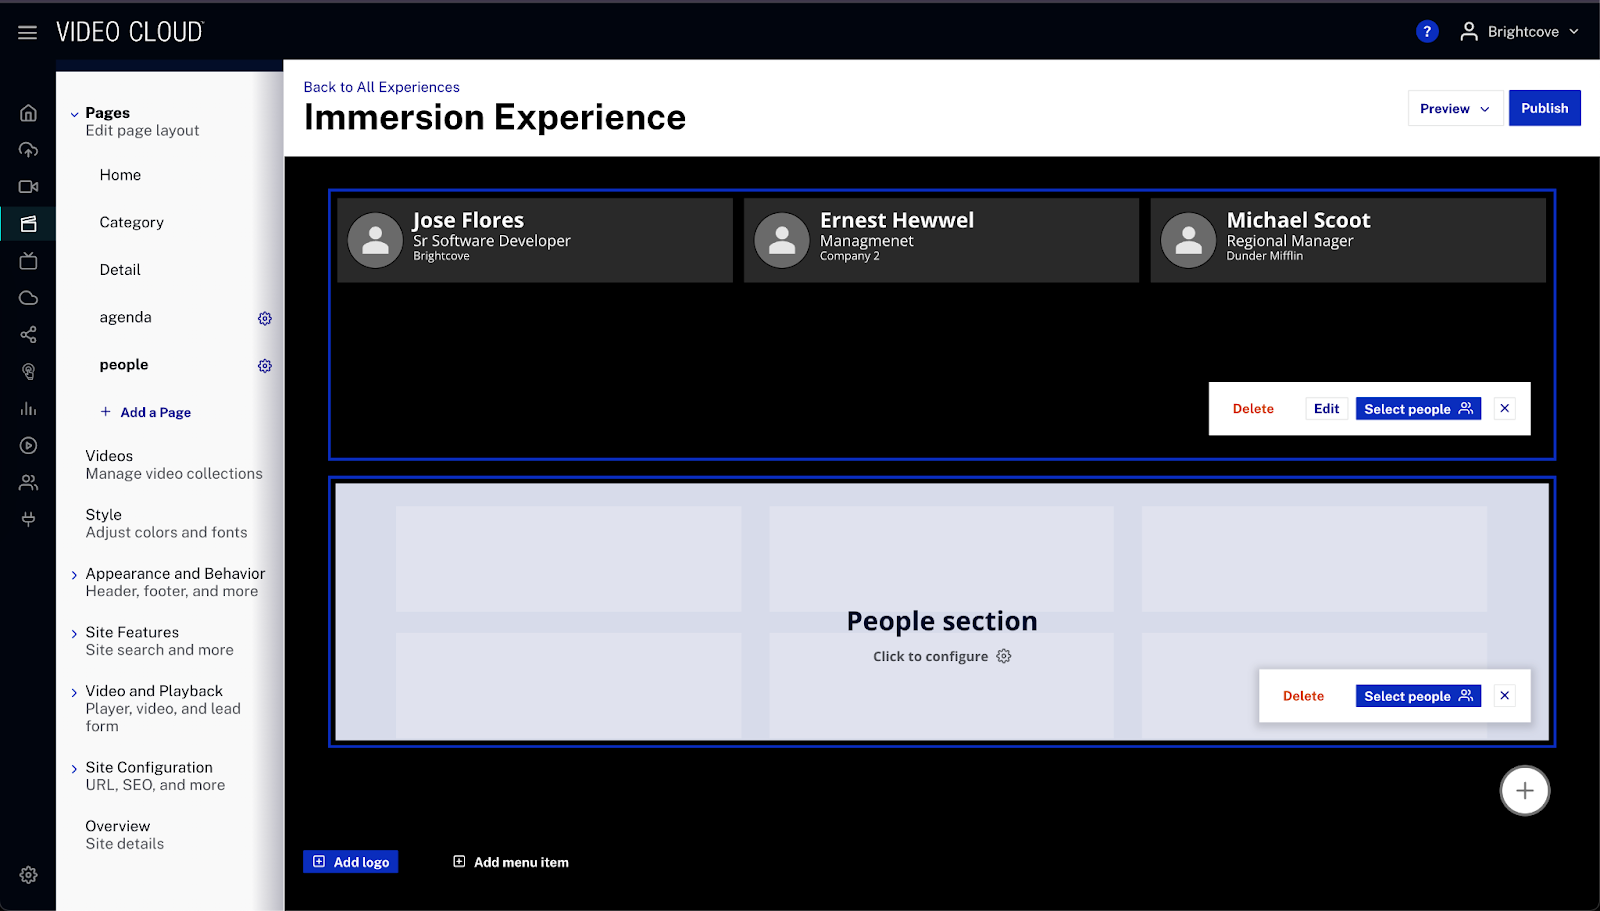 VIDEO CLOUD
? Brightcove
Pages
Edit page layout
Home
Category
Detail
agenda
people
+ Add a Page
Videos
Manage video collections
Style
Adjust colors and fonts
Appearance and Behavior
Header, footer, and more
Site Features
Site search and more
Video and Playback
Player, video, and lead
form
Site Configuration
URL, SEO, and more
Overview
Site details
Back to All Experiences
Immersion Experience
Preview
Publish
Jose Flores
Sr Software Developer
Brightcove
Ernest Hewwel
Managmenet
Company 2
Michael Scoot
Regional Manager
Dunder Mifflin
Delete Edit Select people
People section
Click to configure
Delete Select people
Add logo
Add menu item